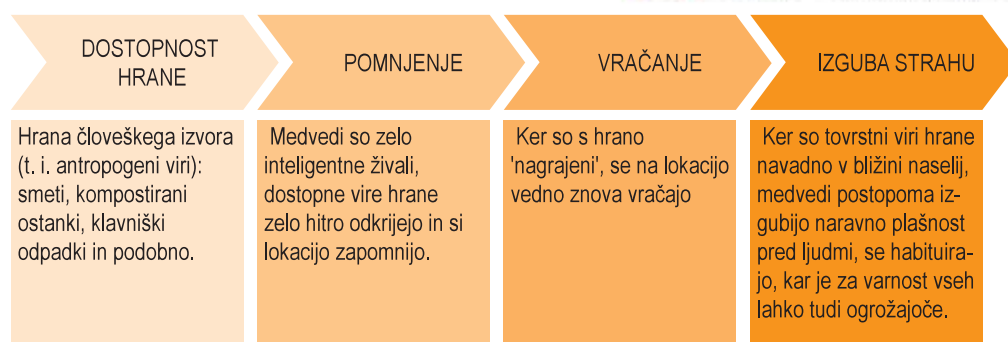 DOSTOPNOST
HRANE
POMNJENJE
VRAČANJE
IZGUBA STRAHU
Hrana človeškega izvora
(t. i. antropogeni viri):
smeti, kompostirani
ostanki, klavniški
odpadki in podobno.
Medvedi so zelo
inteligentne živali,
dostopne vire hrane
zelo hitro odkrijejo in si
lokacijo zapomnijo.
Ker so s hrano
'nagrajeni', se na lokacijo
vedno znova vračajo
Ker so tovrstni viri hrane
navadno v bližini naselij,
medvedi postopoma iz-
gubijo naravno plašnost
pred ljudmi, se habituira-
jo, kar je za varnost vseh
lahko tudi ogrožajoče.